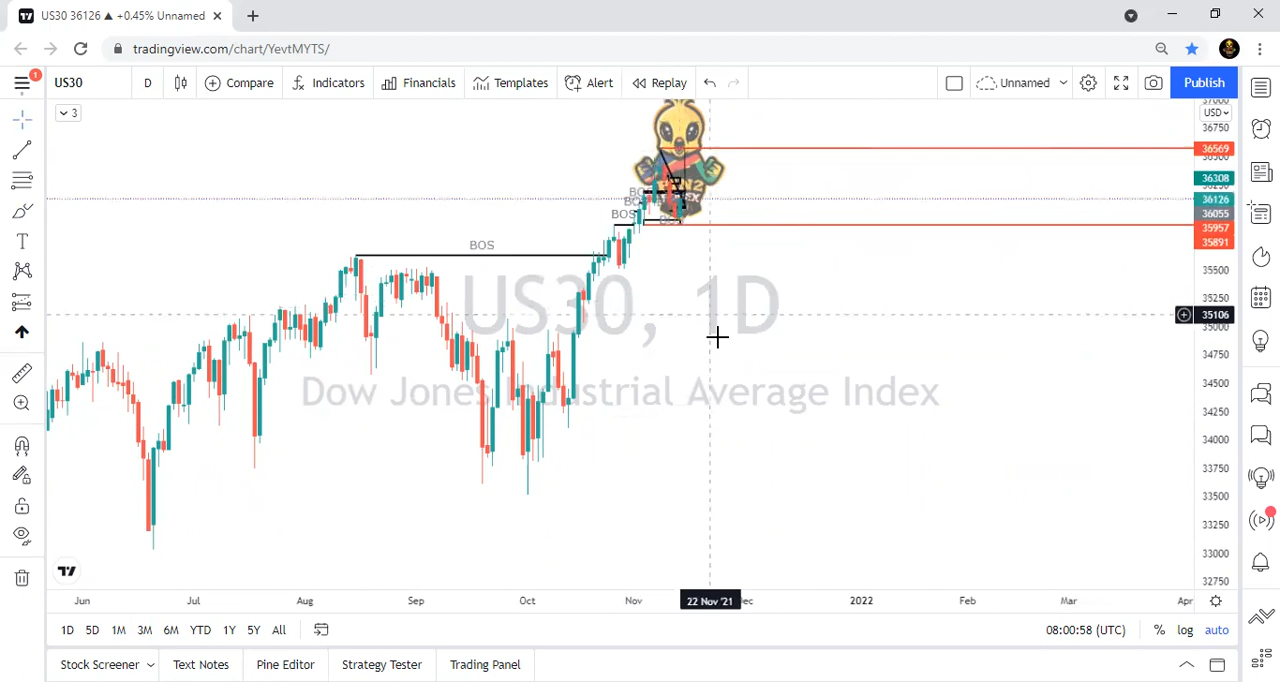 US30 36126 ▲ +0.45% Unnamed
tradingview.com/chart/YevtMYTS/
1
US30
D
Compare
Indicators
Financials
Templates
Alert
Replay
Unnamed
Publish
3
USD
36750
36569
36308
36126
36055
35957
35891
35500
35250
35106
35000
34750
34500
34250
34000
33750
33500
33250
33000
32750
BOS
BOS
US30, 1D
Dow Jones Industrial Average Index
Jun
Jul
Aug
Sep
Oct
Nov
22 Nov '21
2022
Feb
Mar
Apr
1D
5D
1M
3M
6M
YTD
1Y
5Y
All
08:00:58 (UTC)
%
log
auto
Stock Screener
Text Notes
Pine Editor
Strategy Tester
Trading Panel